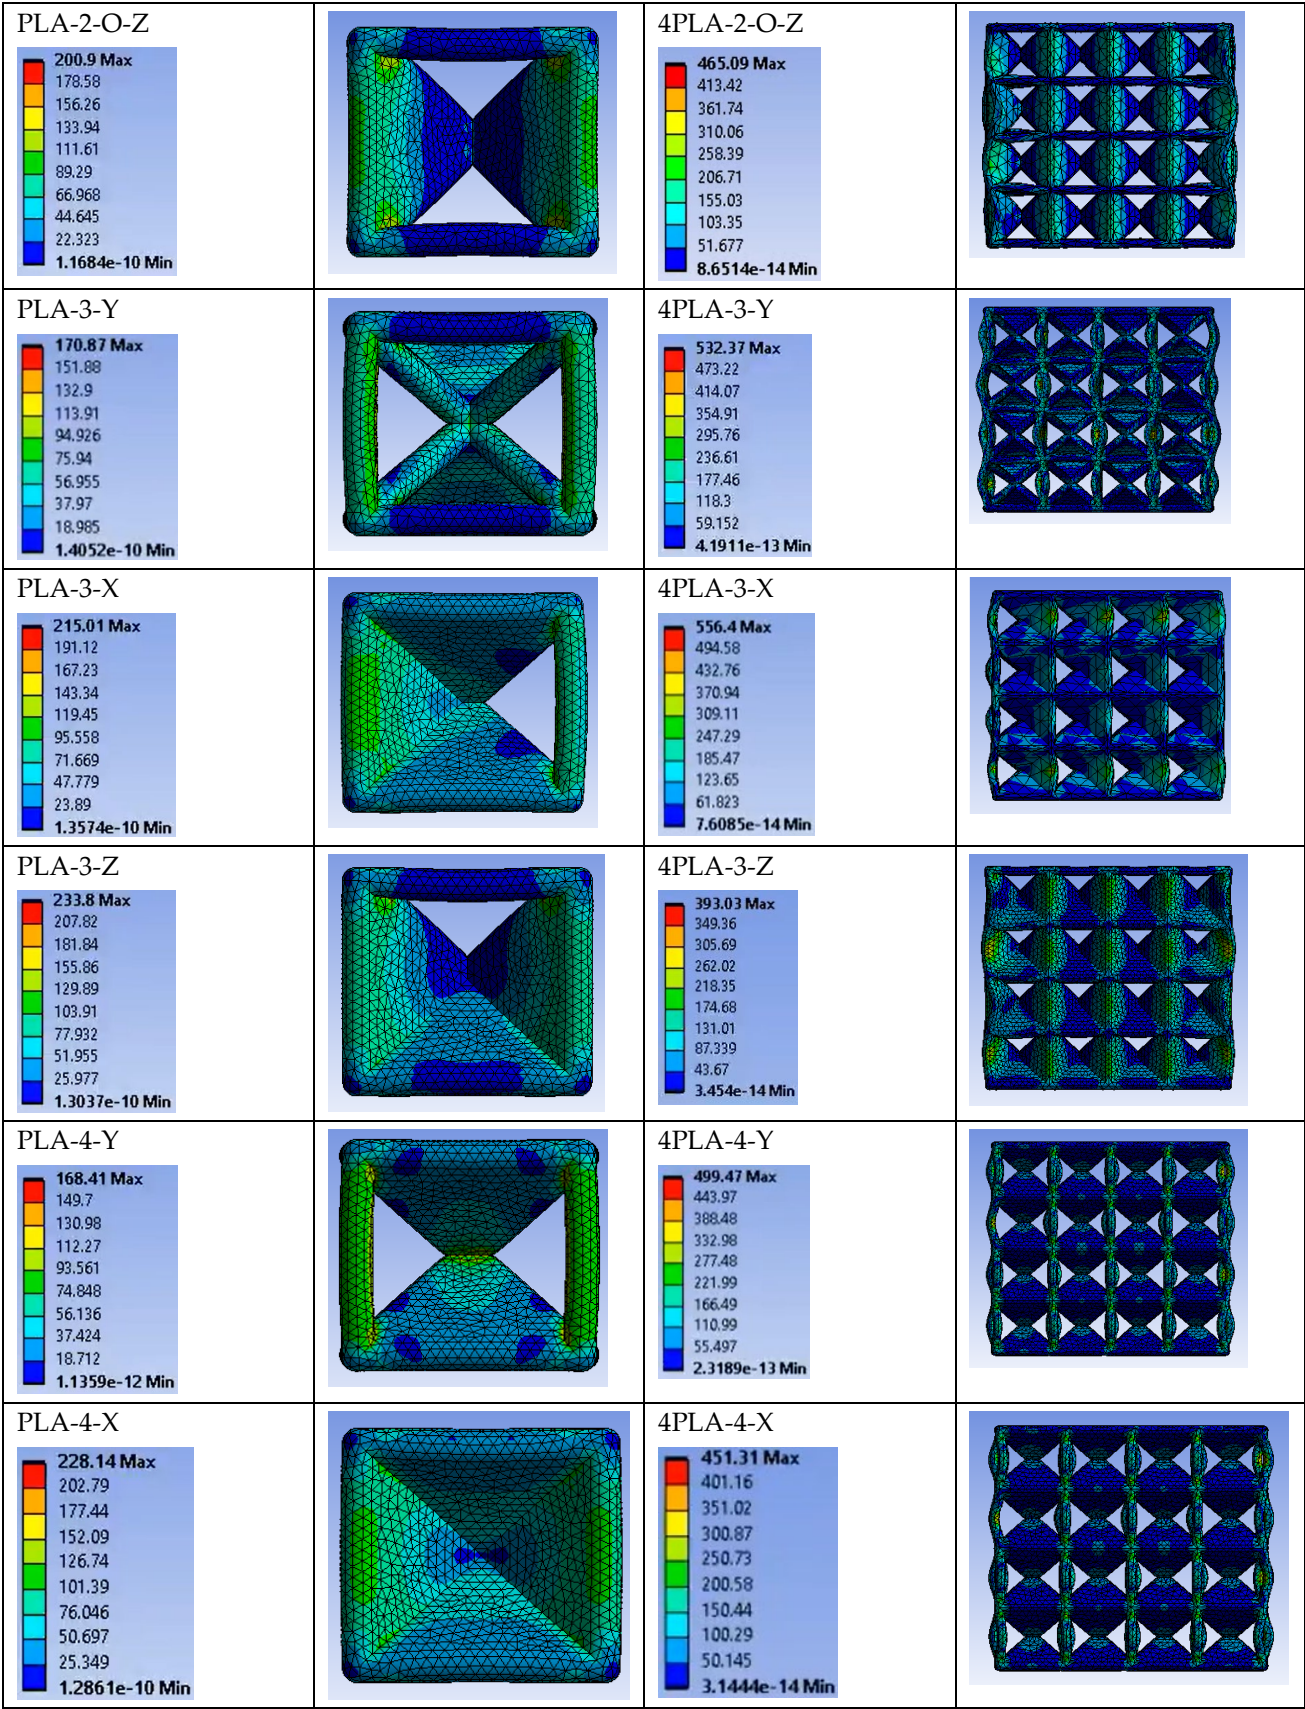 PLA-2-O-Z
200.9 Max
178.58
156.26
133.94
111.61
89.29
66.968
44.645
22.323
1.1684e-10 Min
4PLA-2-O-Z
465.09 Max
413.42
361.74
310.06
258.39
206.71
155.03
103.35
51.677
8.6514e-14 Min
PLA-3-Y
170.87 Max
151.88
132.9
113.91
94.926
75.94
56.955
37.97
18.985
1.4052e-10 Min
4PLA-3-Y
532.37 Max
473.22
414.07
354.91
295.76
236.61
177.46
118.3
59.152
4.1911e-13 Min
PLA-3-X
215.01 Max
191.12
167.23
143.34
119.45
95.558
71.669
47.779
23.89
1.3574e-10 Min
4PLA-3-X
556.4 Max
494.58
432.76
370.94
309.11
247.29
185.47
123.65
61.823
7.6085e-14 Min
PLA-3-Z
233.8 Max
207.82
181.84
155.86
129.89
103.91
77.932
51.955
25.977
1.3037e-10 Min
4PLA-3-Z
393.03 Max
349.36
305.69
262.02
218.35
174.68
131.01
87.339
43.67
3.454e-14 Min
PLA-4-Y
168.41 Max
149.7
130.98
112.27
93.561
74.848
56.136
37.424
18.712
1.1359e-12 Min
4PLA-4-Y
499.47 Max
443.97
388.48
332.98
277.48
221.99
166.49
110.99
55.497
2.3189e-13 Min
PLA-4-X
228.14 Max
202.79
177.44
152.09
126.74
101.39
76.046
50.697
25.349
1.2861e-10 Min
4PLA-4-X
451.31 Max
401.16
351.02
300.87
250.73
200.58
150.44
100.29
50.145
3.1444e-14 Min